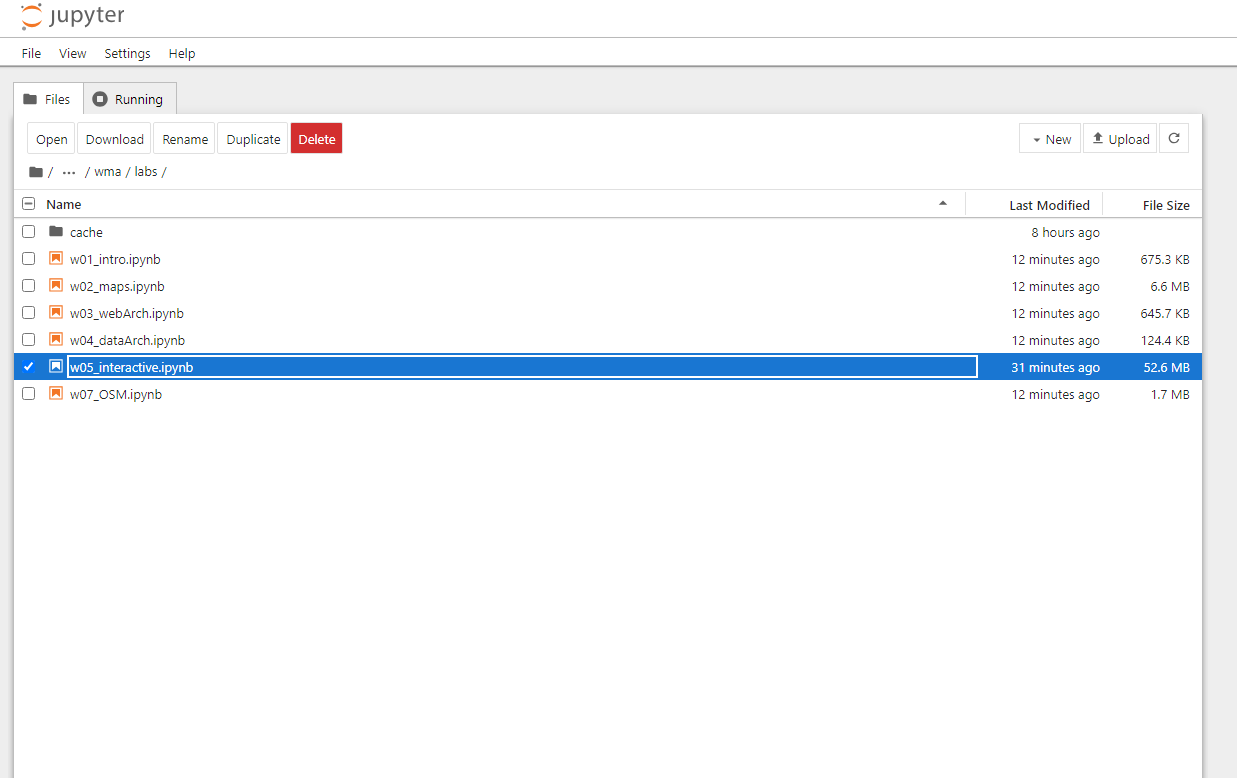 jupyter
File View Settings Help
Files Running
Open Download Rename Duplicate Delete New Upload
/ ... / wma / labs /
Name Last Modified File Size
cache 8 hours ago
w01_intro.ipynb 12 minutes ago 675.3 KB
w02_maps.ipynb 12 minutes ago 6.6 MB
w03_webArch.ipynb 12 minutes ago 645.7 KB
w04_dataArch.ipynb 12 minutes ago 124.4 KB
w05_interactive.ipynb 31 minutes ago 52.6 MB
w07_OSM.ipynb 12 minutes ago 1.7 MB